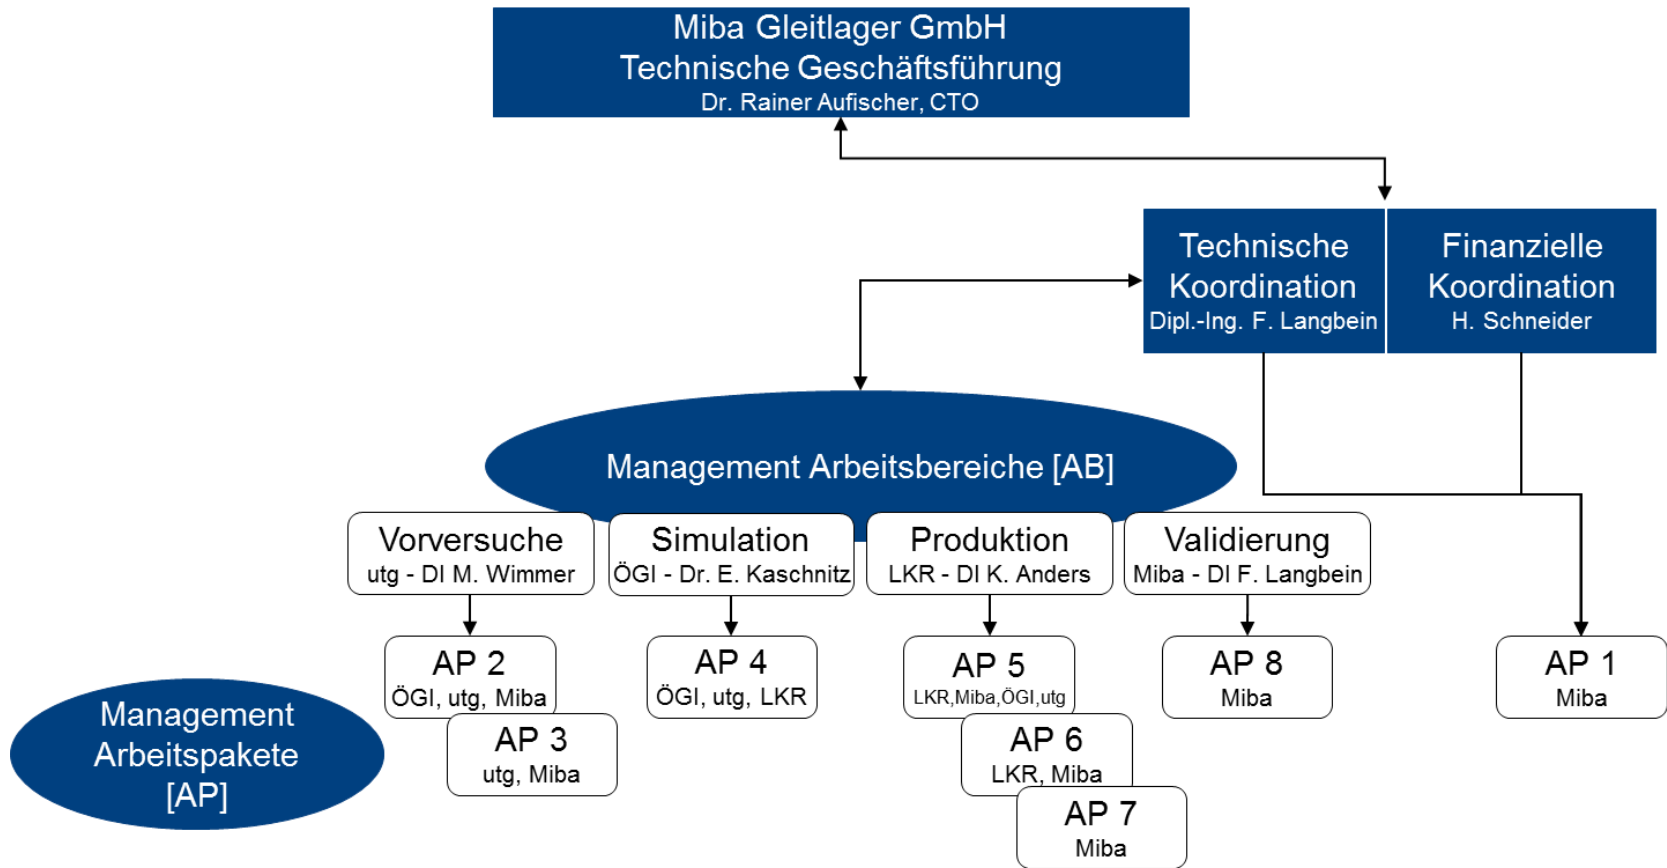 Miba Gleitlager GmbH
Technische Geschäftsführung
Dr. Rainer Aufischer, CTO
Technische
Koordination
Dipl.-Ing. F. Langbein
Finanzielle
Koordination
H. Schneider
Management Arbeitsbereiche [AB]
Vorversuche
utg - DI M. Wimmer
Simulation
ÖGI - Dr. E. Kaschnitz
Produktion
LKR - DI K. Anders
Validierung
Miba - DI F. Langbein
AP 2
ÖGI, utg, Miba
AP 3
utg, Miba
AP 4
ÖGI, utg, LKR
AP 5
LKR,Miba,ÖGI,utg
AP 6
LKR, Miba
AP 7
Miba
AP 8
Miba
AP 1
Miba
Management
Arbeitspakete
[AP]